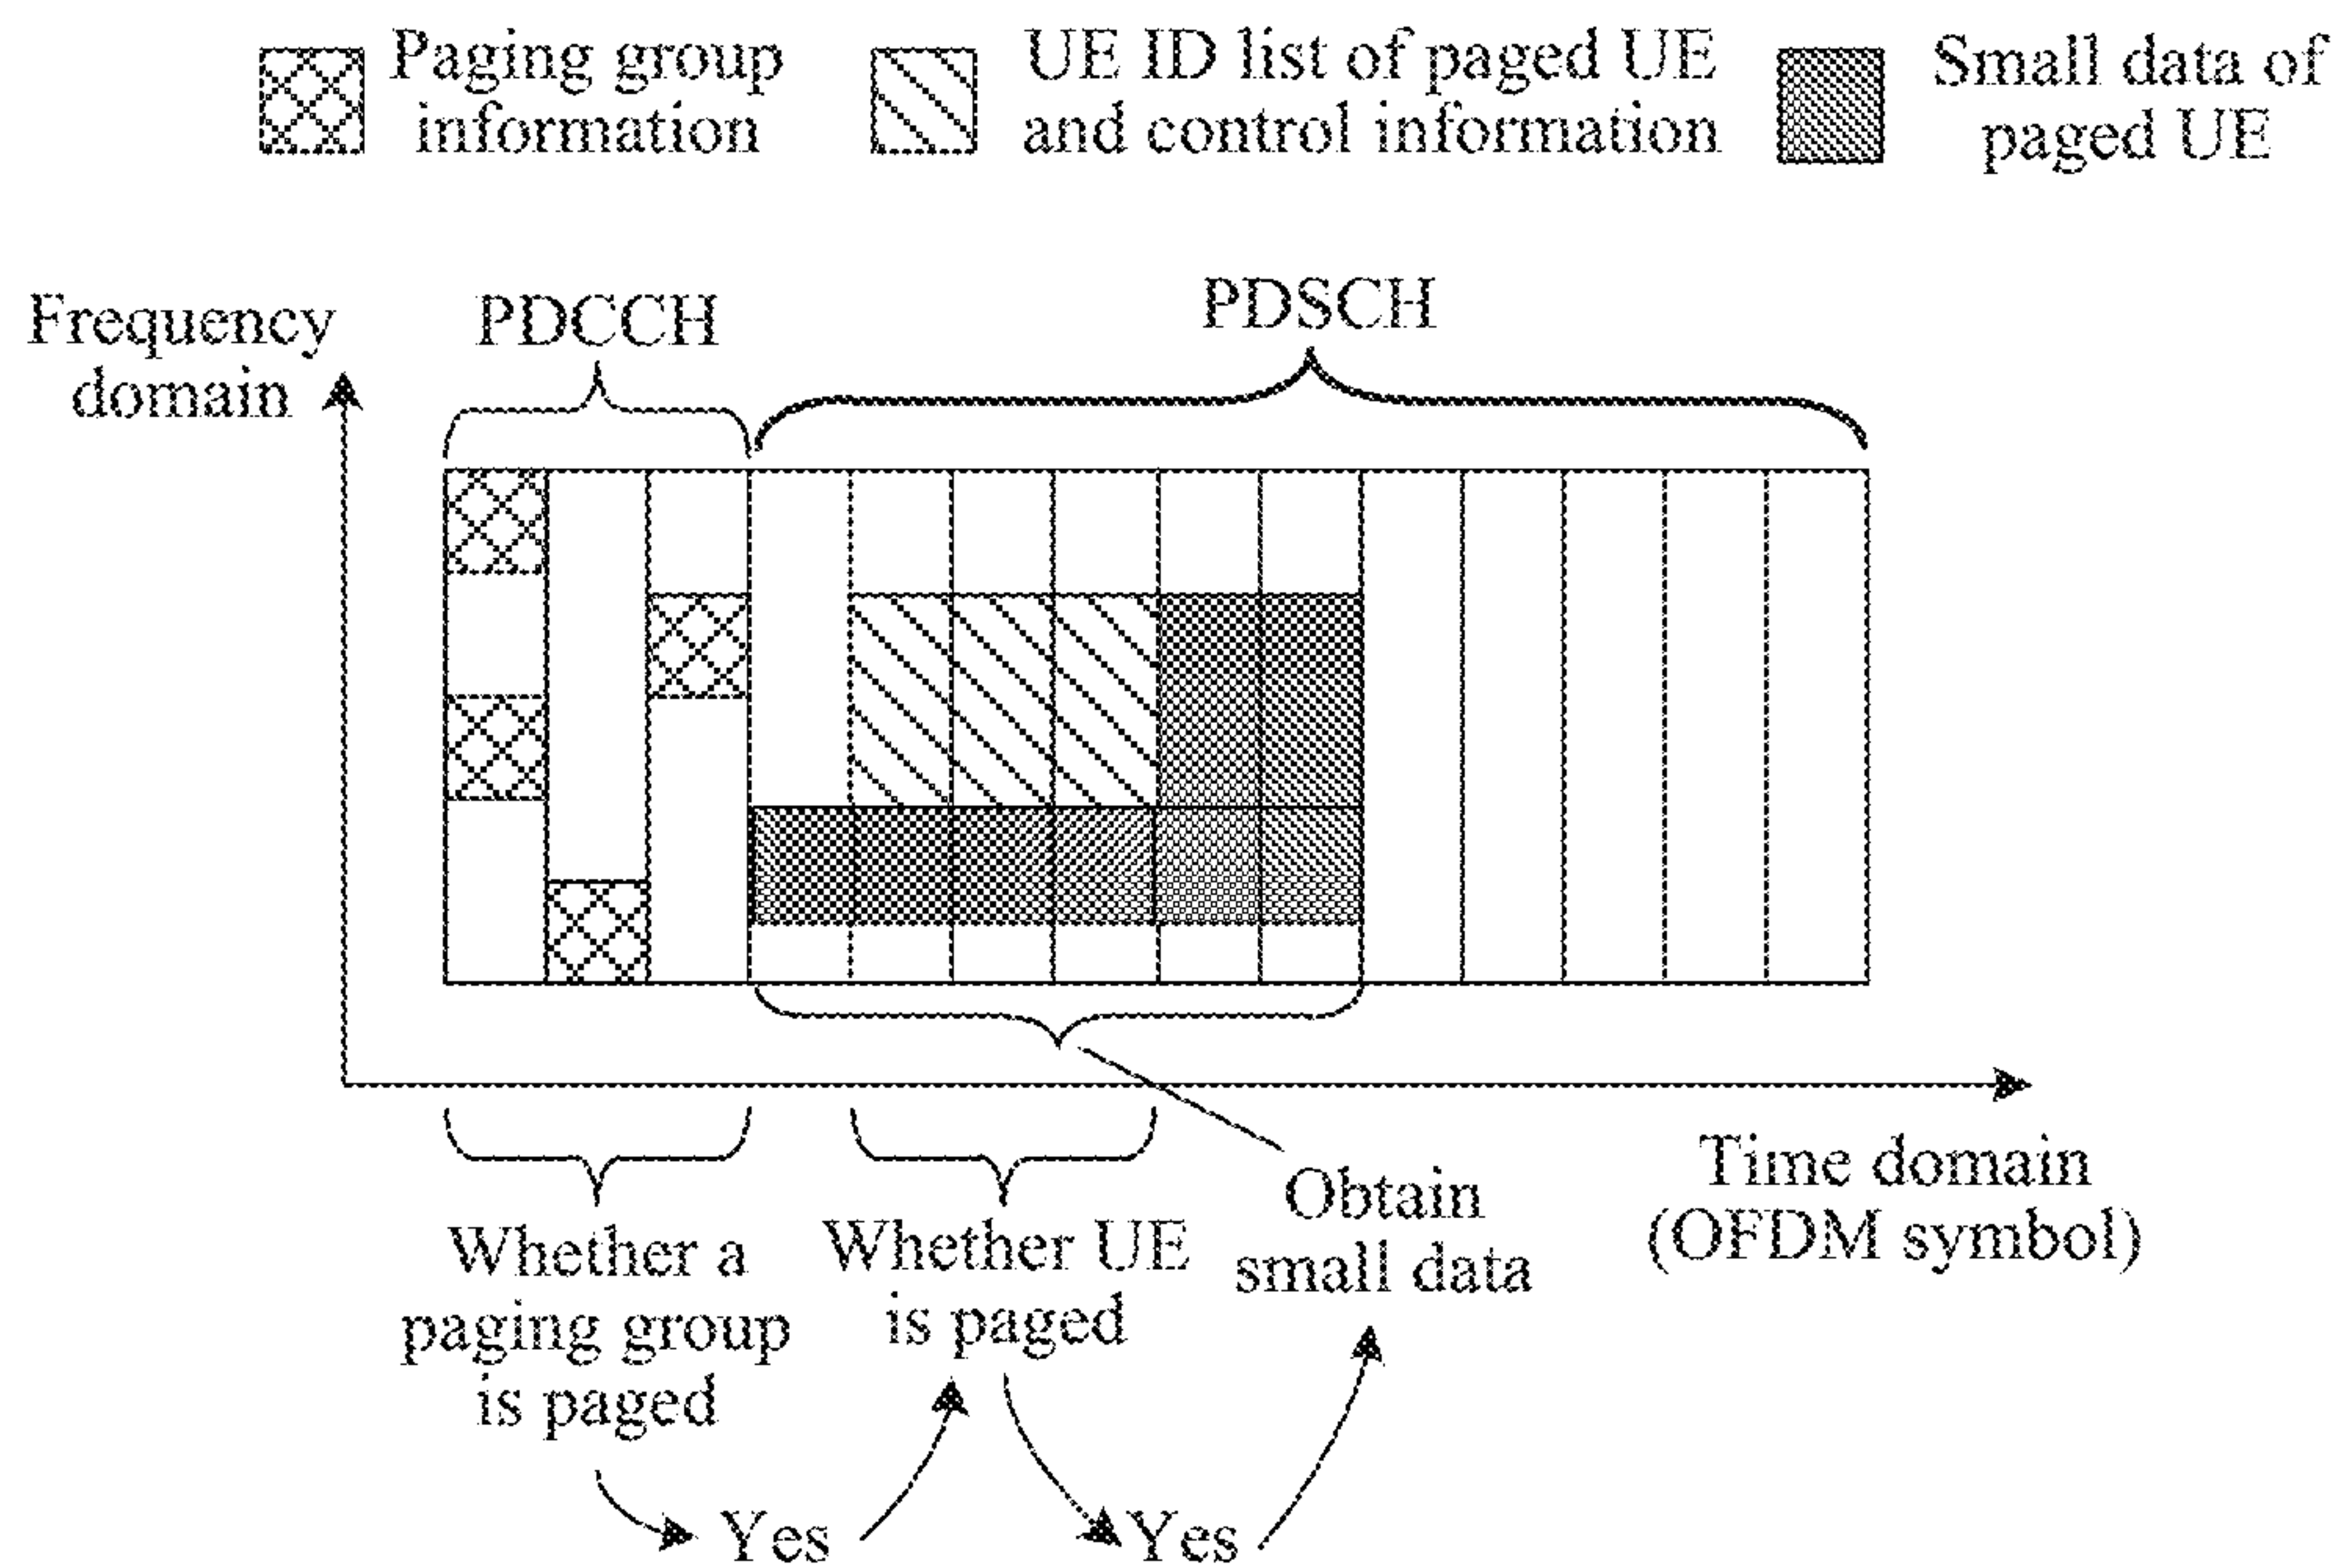 Paging group
information
UE ID list of paged UE
and control information
Small data of
paged UE
Frequency
domain
PDCCH
PDSCH
Time domain
(OFDM symbol)
Whether a
paging group
is paged
Whether UE
is paged
Obtain
small data
Yes
Yes